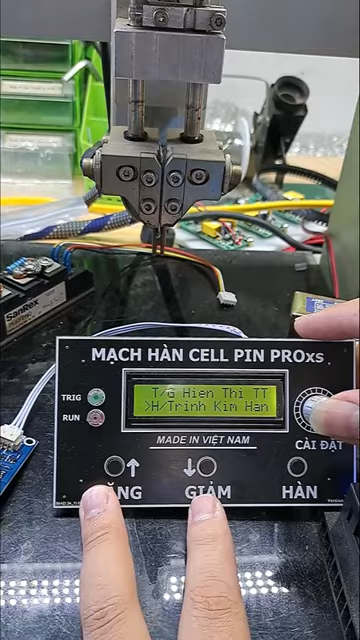 SanRex
MẠCH HÀN CELL PIN PROxs
TRIG
RUN
T/G Hien Thi TT
>H/Trinh Kim Han
MADE IN VIỆT NAM
CÀI ĐẶT
GIẢM
HÀN